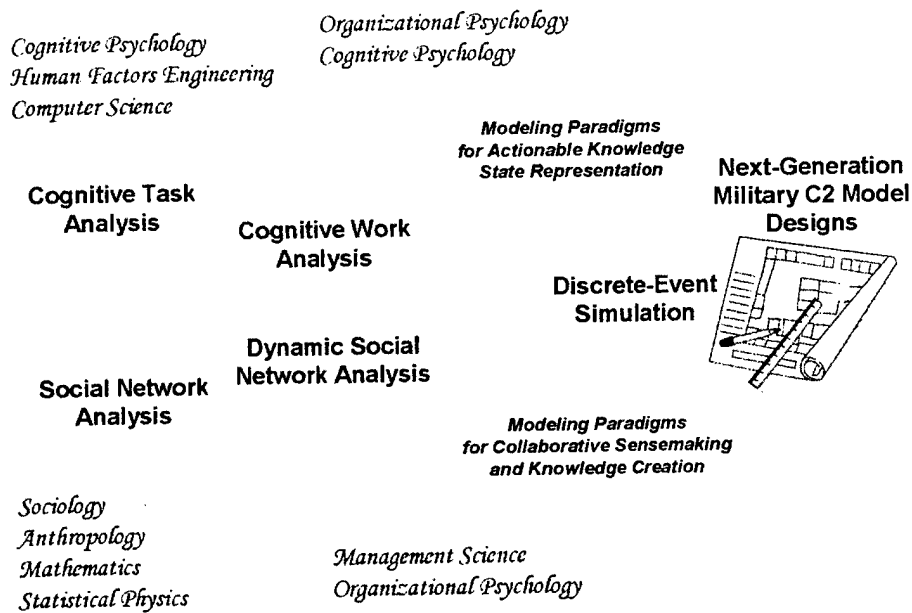 Cognitive Psychology
Human Factors Engineering
Computer Science
Organizational Psychology
Cognitive Psychology
Modeling Paradigms
for Actionable Knowledge
State Representation
Next-Generation
Military C2 Model
Designs
Cognitive Task
Analysis
Cognitive Work
Analysis
Discrete-Event
Simulation
Dynamic Social
Network Analysis
Social Network
Analysis
Modeling Paradigms
for Collaborative Sensemaking
and Knowledge Creation
Sociology
Anthropology
Mathematics
Statistical Physics
Management Science
Organizational Psychology